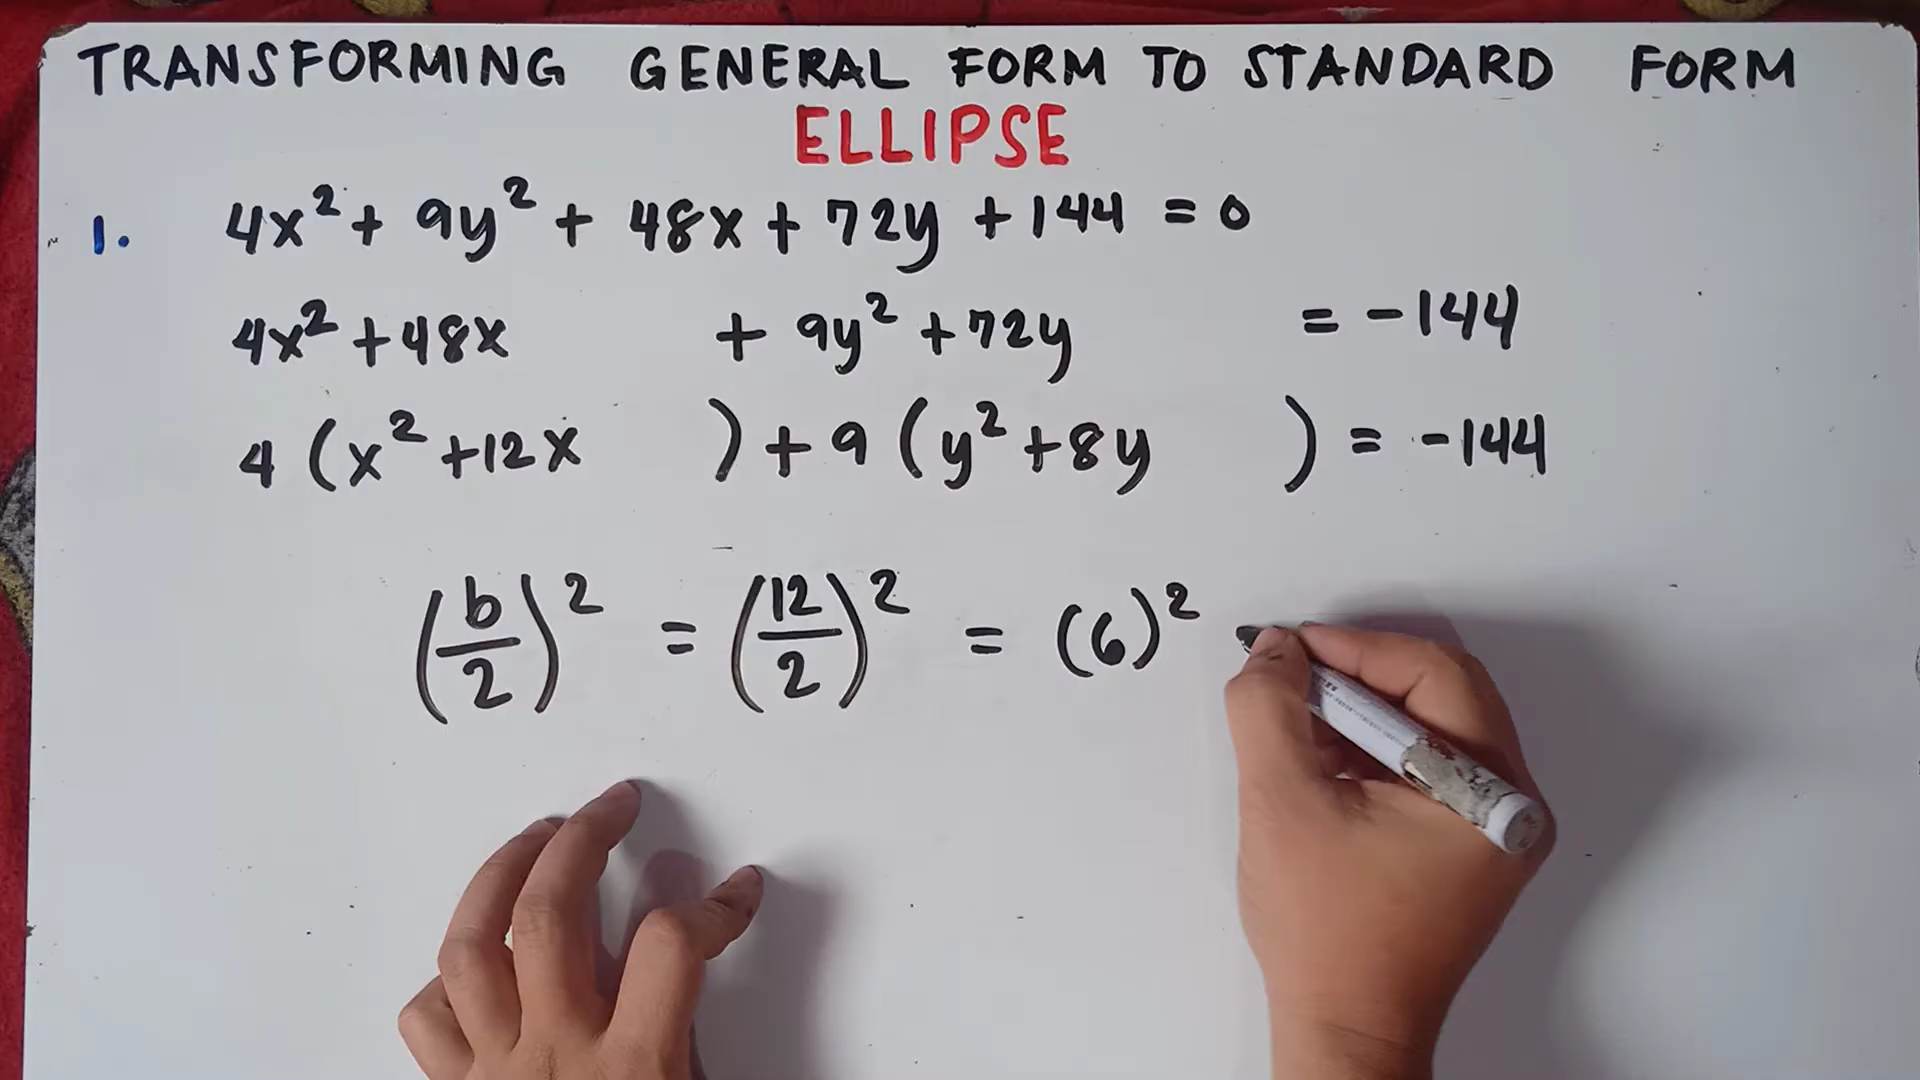 TRANSFORMING GENERAL FORM TO STANDARD FORM
ELLIPSE
1. 4x² + 9y² + 48x + 72y + 144 = 0
4x² + 48x + 9y² + 72y = -144
4 (x² + 12x ) + 9 (y² + 8y ) = -144
(b/2)² = (12/2)² = (6)²